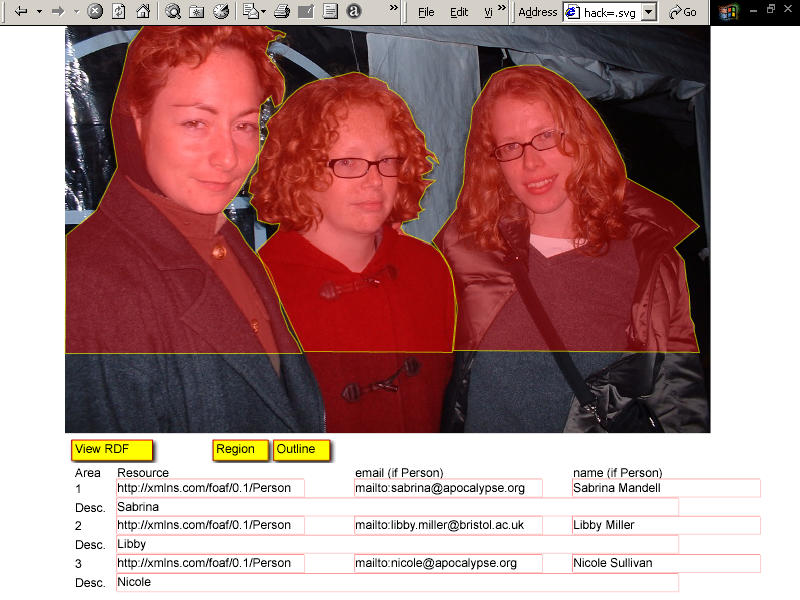 File Edit Vi » Address hack=.svg Go
View RDF Region Outline
Area Resource email (if Person) name (if Person)
1 http://xmlns.com/foaf/0.1/Person mailto:sabrina@apocalypse.org Sabrina Mandell
Desc. Sabrina
2 http://xmlns.com/foaf/0.1/Person mailto:libby.miller@bristol.ac.uk Libby Miller
Desc. Libby
3 http://xmlns.com/foaf/0.1/Person mailto:nicole@apocalypse.org Nicole Sullivan
Desc. Nicole